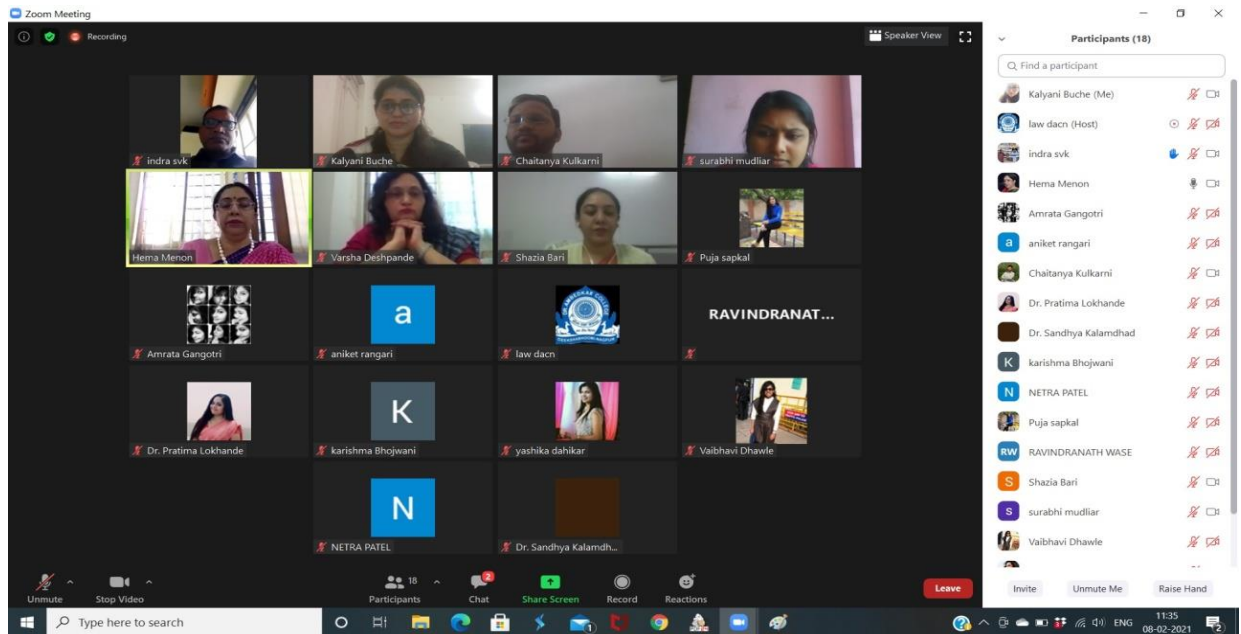 Zoom Meeting
Recording
Speaker View
indra svk
Kalyani Buche
Chaitanya Kulkarni
surabhi mudliar
Hema Menon
Varsha Deshpande
Shazia Bari
Puja sapkal
Amrata Gangotri
a
aniket rangari
law dacn
RAVINDRANAT...
Dr. Pratima Lokhande
K
karishma Bhojwani
yashika dahikar
Vaibhavi Dhawle
N
NETRA PATEL
Dr. Sandhya Kalamdh...
Unmute
Stop Video
18
Participants
2
Chat
Share Screen
Record
Reactions
Leave
Participants (18)
Find a participant
Kalyani Buche (Me)
law dacn (Host)
indra svk
Hema Menon
Amrata Gangotri
a aniket rangari
Chaitanya Kulkarni
Dr. Pratima Lokhande
Dr. Sandhya Kalamdhad
K karishma Bhojwani
N NETRA PATEL
Puja sapkal
RW RAVINDRANATH WASE
S Shazia Bari
s surabhi mudliar
Vaibhavi Dhawle
Invite
Unmute Me
Raise Hand
Type here to search
ENG
11:35
08-02-2021